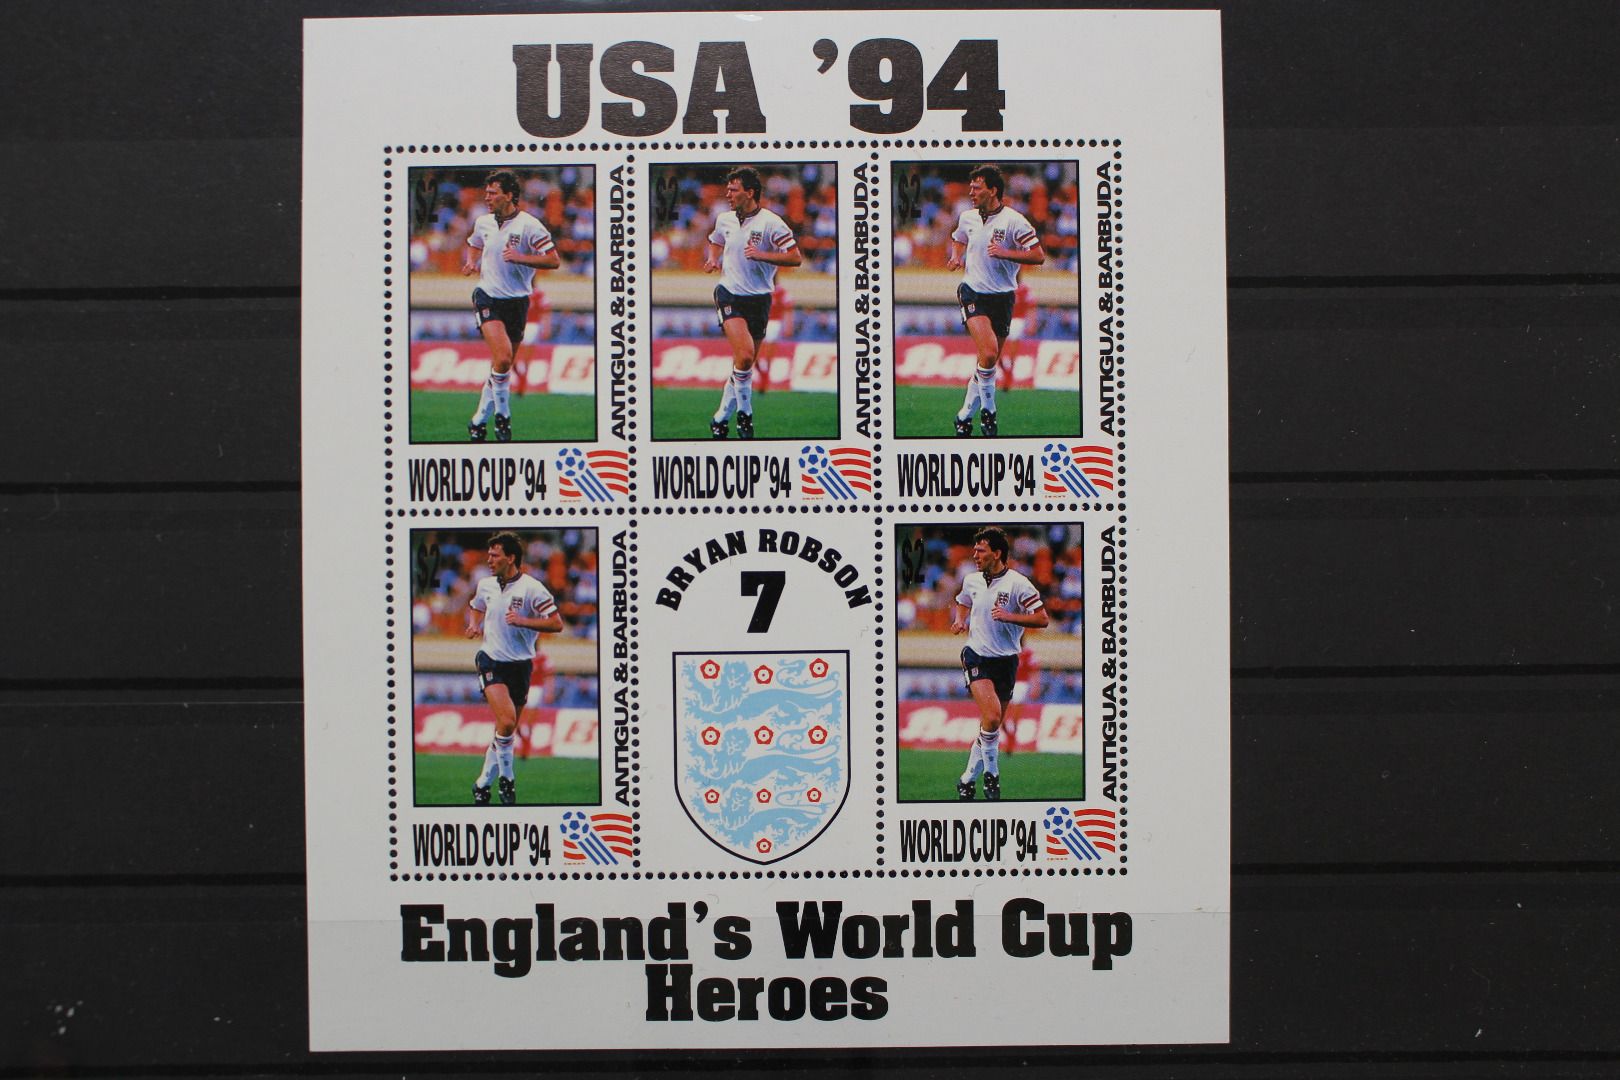 USA '94
$2
ANTIGUA & BARBUDA
WORLD CUP '94
$2
ANTIGUA & BARBUDA
WORLD CUP '94
$2
ANTIGUA & BARBUDA
WORLD CUP '94
$2
ANTIGUA & BARBUDA
WORLD CUP '94
BRYAN ROBSON
7
$2
ANTIGUA & BARBUDA
WORLD CUP '94
England's World Cup
Heroes